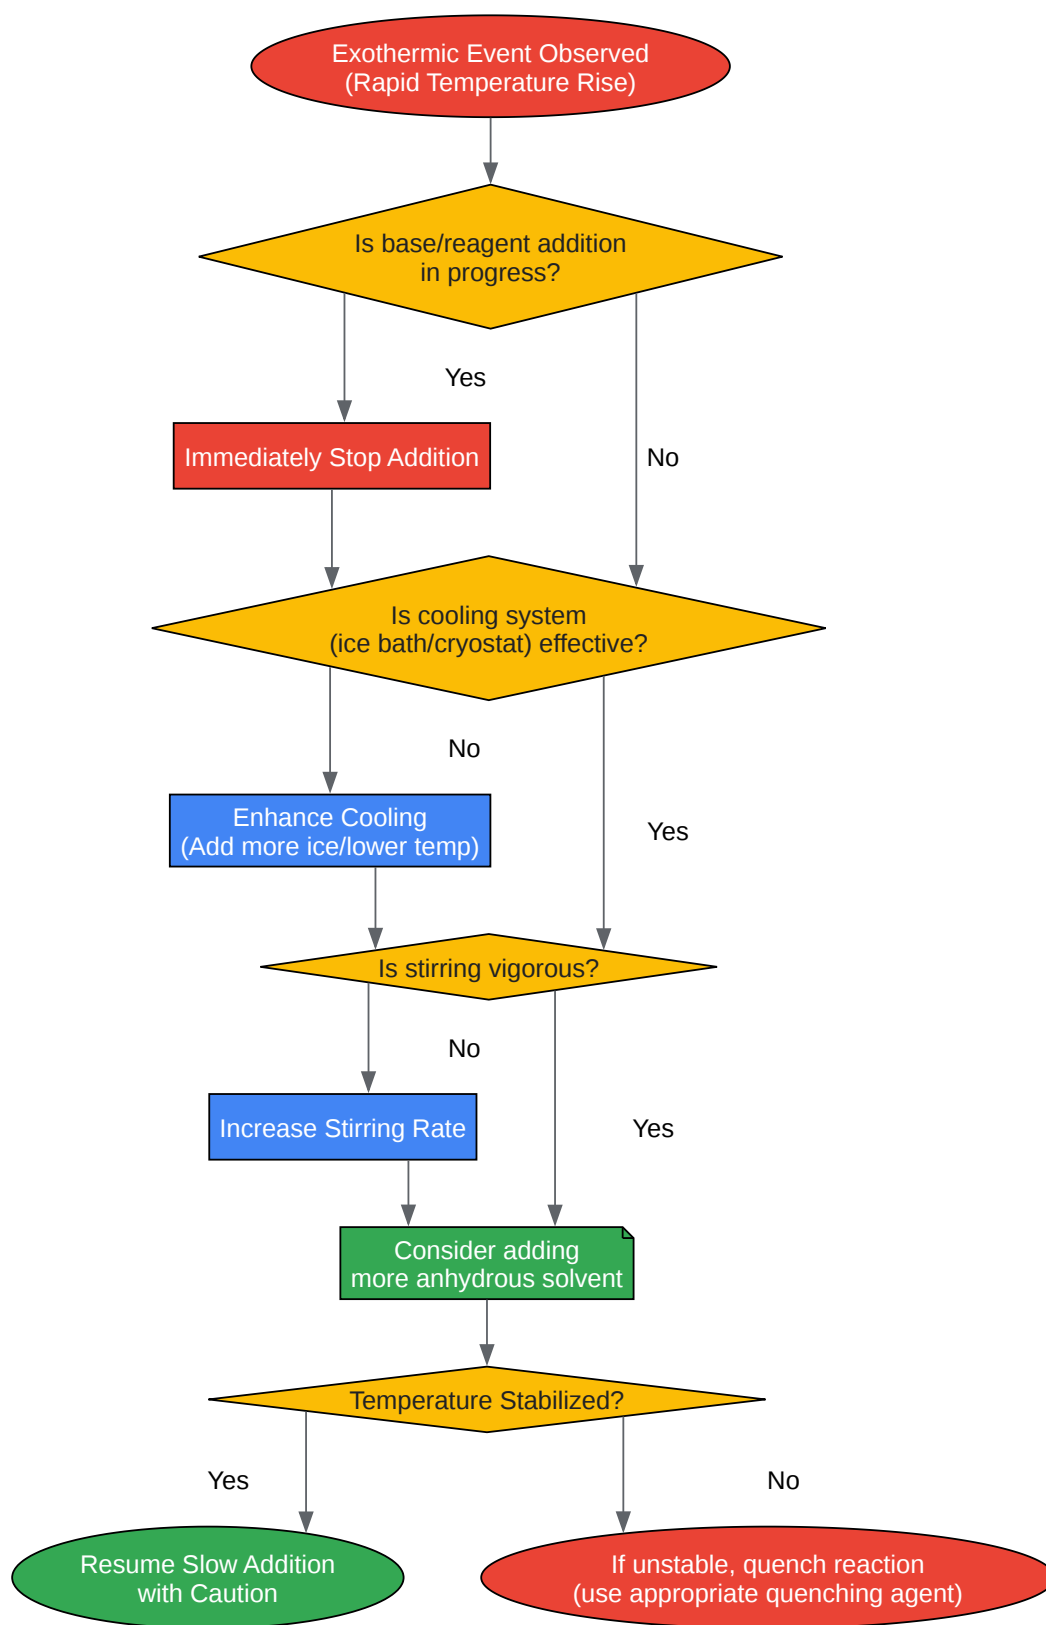 Exothermic Event Observed
(Rapid Temperature Rise)
Is base/reagent addition
in progress?
Yes
Immediately Stop Addition
No
Is cooling system
(ice bath/cryostat) effective?
No
Enhance Cooling
(Add more ice/lower temp)
Yes
Is stirring vigorous?
No
Increase Stirring Rate
Yes
Consider adding
more anhydrous solvent
Temperature Stabilized?
Yes
No
Resume Slow Addition
with Caution
If unstable, quench reaction
(use appropriate quenching agent)